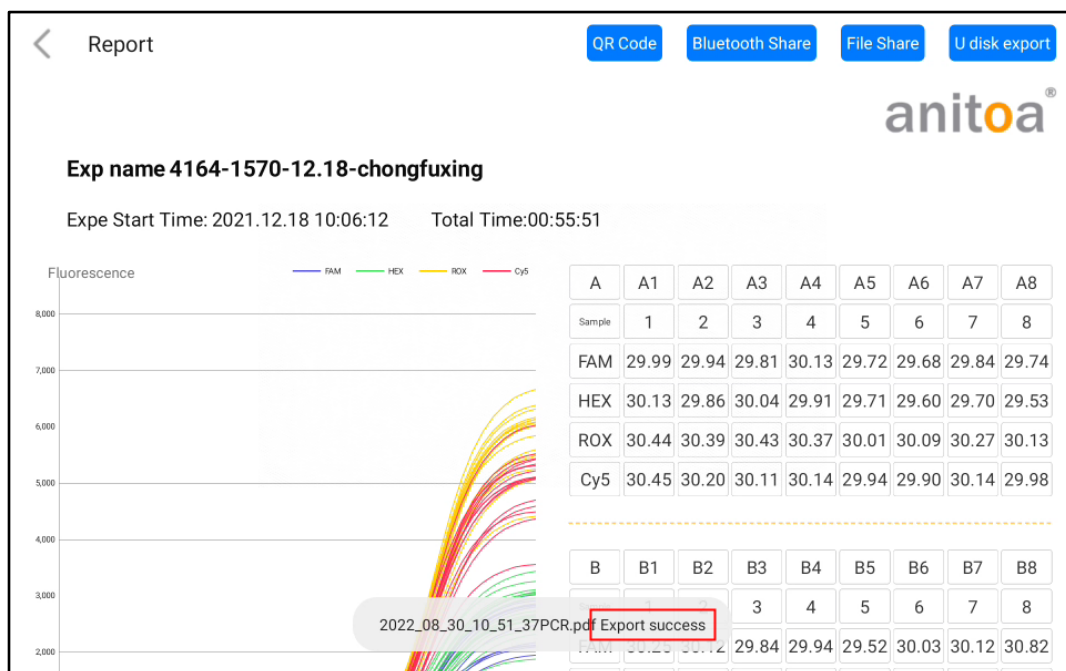 Report
QR Code
Bluetooth Share
File Share
U disk export
anitoa®
Exp name 4164-1570-12.18-chongfuxing
Expe Start Time: 2021.12.18 10:06:12 Total Time:00:55:51
Fluorescence
FAM HEX ROX Cy5
8,000
7,000
6,000
5,000
4,000
3,000
2,000
A A1 A2 A3 A4 A5 A6 A7 A8
Sample 1 2 3 4 5 6 7 8
FAM 29.99 29.94 29.81 30.13 29.72 29.68 29.84 29.74
HEX 30.13 29.86 30.04 29.91 29.71 29.60 29.70 29.53
ROX 30.44 30.39 30.43 30.37 30.01 30.09 30.27 30.13
Cy5 30.45 30.20 30.11 30.14 29.94 29.90 30.14 29.98
B B1 B2 B3 B4 B5 B6 B7 B8
3 4 5 6 7 8
FAM 29.84 29.94 29.52 30.03 30.12 30.82
2022_08_30_10_51_37PCR.pdf Export success